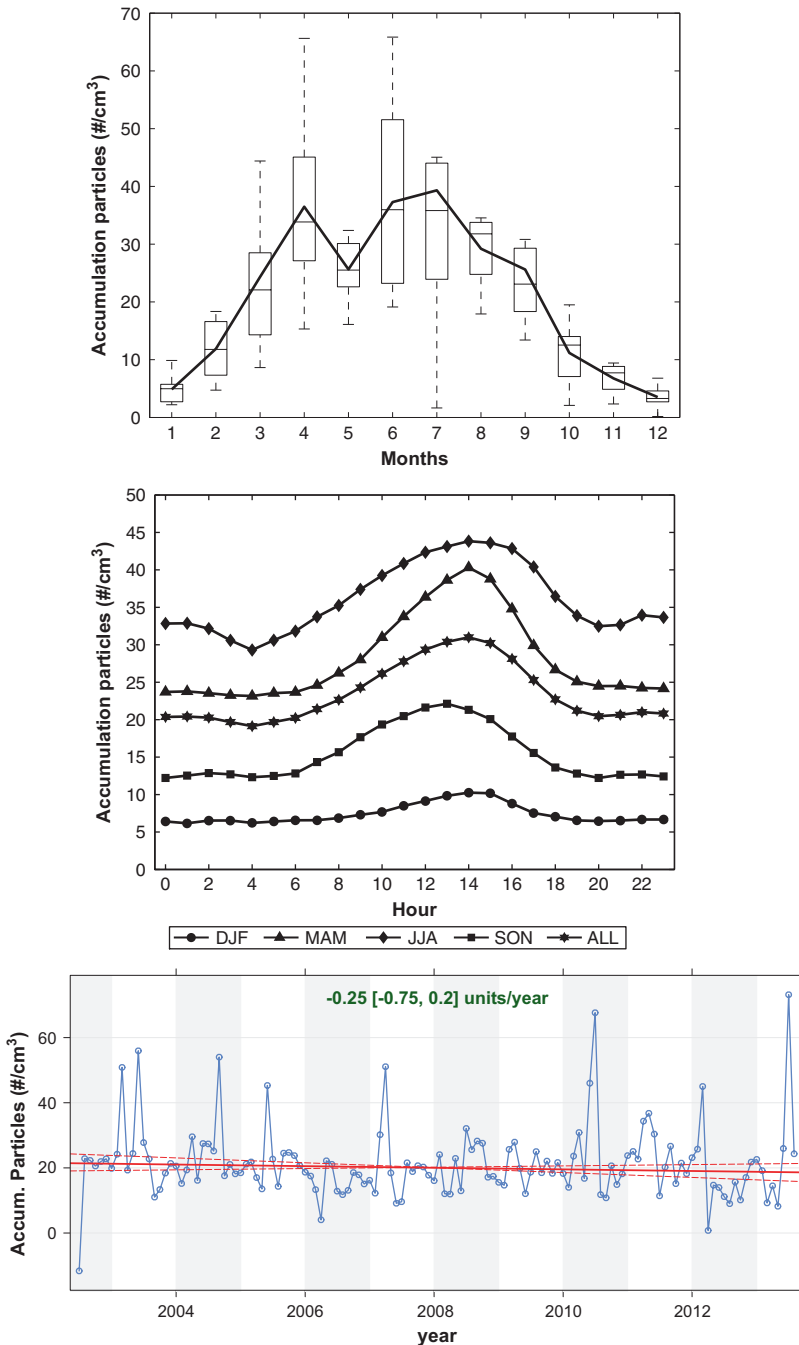 Accumulation particles (#/cm³)
70
60
50
40
30
20
10
0
1 2 3 4 5 6 7 8 9 10 11 12
Months
Accumulation particles (#/cm³)
50
45
40
35
30
25
20
15
10
5
0
0 2 4 6 8 10 12 14 16 18 20 22
Hour
DJF MAM JJA SON ALL
-0.25 [-0.75, 0.2] units/year
Accum. Particles (#/cm³)
60
40
20
0
2004 2006 2008 2010 2012
year